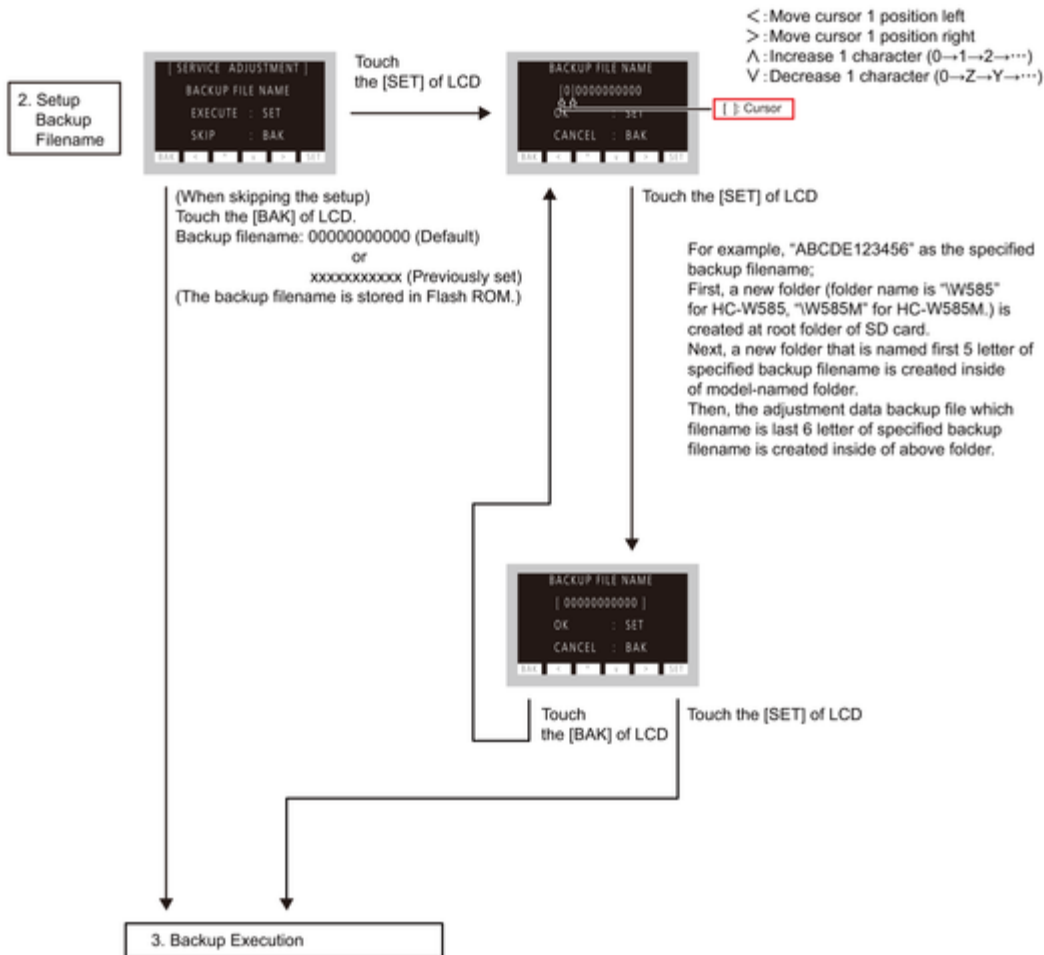 <:Move cursor 1 position left
>:Move cursor 1 position right
∧:Increase 1 character (0→1→2→···)
∨:Decrease 1 character (0→Z→Y→···)
2. Setup
Backup
Filename
[ SERVICE ADJUSTMENT ]
BACKUP FILE NAME
EXECUTE : SET
SKIP : BAK
BAK < ^ v > SET
Touch
the [SET] of LCD
BACKUP FILE NAME
[0]0000000000
OK : SET
CANCEL : BAK
BAK < ^ v > SET
[ ]: Cursor
(When skipping the setup)
Touch the [BAK] of LCD.
Backup filename: 00000000000 (Default)
or
xxxxxxxxxxx (Previously set)
(The backup filename is stored in Flash ROM.)
Touch the [SET] of LCD
For example, “ABCDE123456” as the specified
backup filename;
First, a new folder (folder name is “\W585”
for HC-W585, “\W585M” for HC-W585M.) is
created at root folder of SD card.
Next, a new folder that is named first 5 letter of
specified backup filename is created inside
of model-named folder.
Then, the adjustment data backup file which
filename is last 6 letter of specified backup
filename is created inside of above folder.
BACKUP FILE NAME
[ 00000000000 ]
OK : SET
CANCEL : BAK
BAK < ^ v > SET
Touch
the [BAK] of LCD
Touch the [SET] of LCD
3. Backup Execution